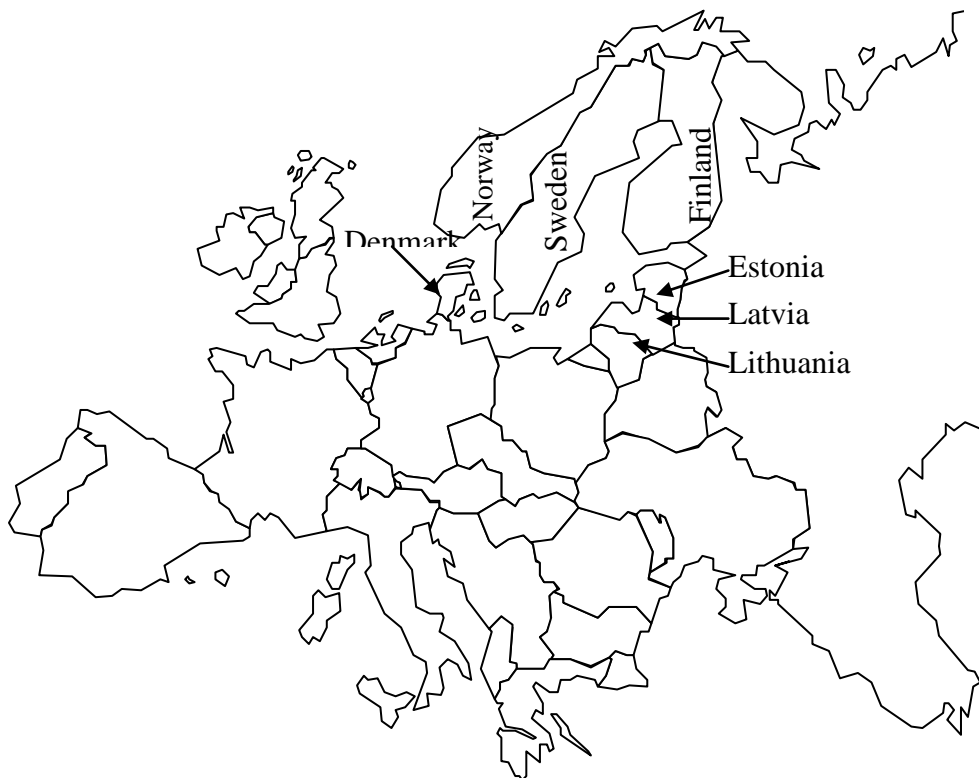 Norway
Sweden
Finland
Denmark
Estonia
Latvia
Lithuania